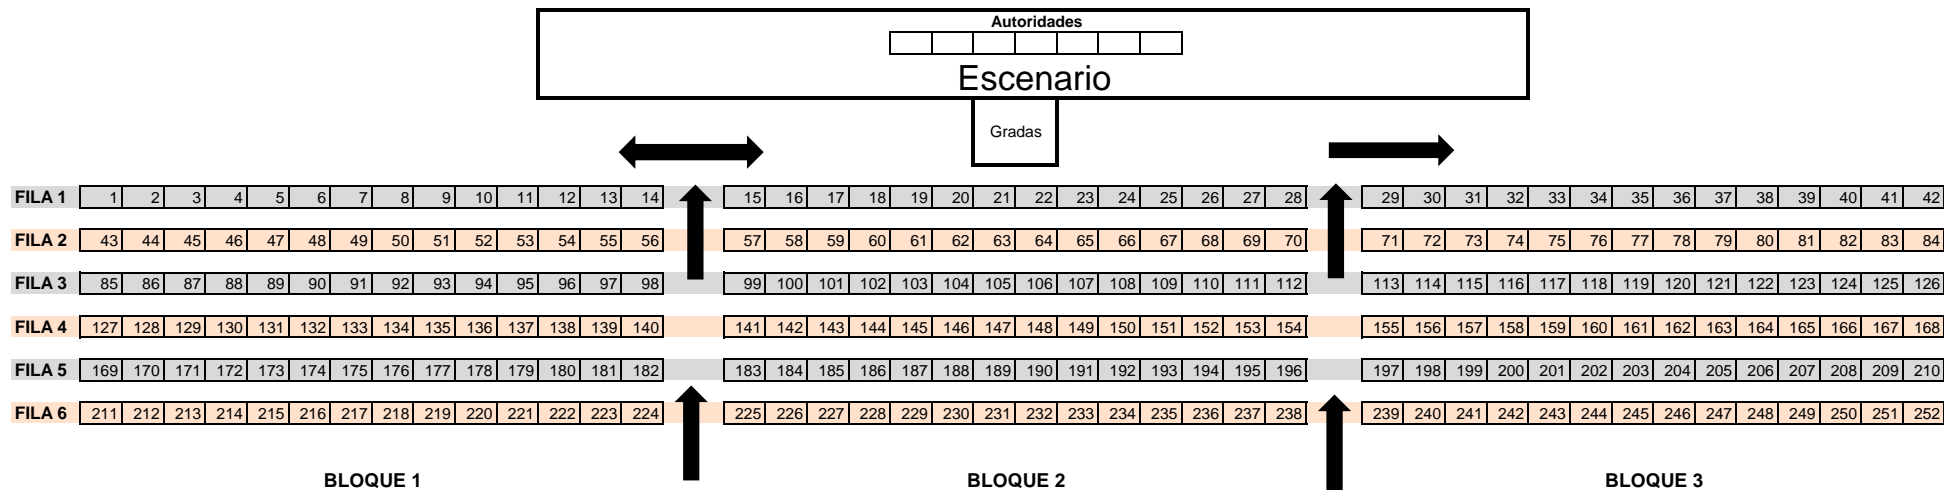 Autoridades
Escenario
Gradas
FILA 1 1 2 3 4 5 6 7 8 9 10 11 12 13 14 15 16 17 18 19 20 21 22 23 24 25 26 27 28 29 30 31 32 33 34 35 36 37 38 39 40 41 42
FILA 2 43 44 45 46 47 48 49 50 51 52 53 54 55 56 57 58 59 60 61 62 63 64 65 66 67 68 69 70 71 72 73 74 75 76 77 78 79 80 81 82 83 84
FILA 3 85 86 87 88 89 90 91 92 93 94 95 96 97 98 99 100 101 102 103 104 105 106 107 108 109 110 111 112 113 114 115 116 117 118 119 120 121 122 123 124 125 126
FILA 4 127 128 129 130 131 132 133 134 135 136 137 138 139 140 141 142 143 144 145 146 147 148 149 150 151 152 153 154 155 156 157 158 159 160 161 162 163 164 165 166 167 168
FILA 5 169 170 171 172 173 174 175 176 177 178 179 180 181 182 183 184 185 186 187 188 189 190 191 192 193 194 195 196 197 198 199 200 201 202 203 204 205 206 207 208 209 210
FILA 6 211 212 213 214 215 216 217 218 219 220 221 222 223 224 225 226 227 228 229 230 231 232 233 234 235 236 237 238 239 240 241 242 243 244 245 246 247 248 249 250 251 252
BLOQUE 1 BLOQUE 2 BLOQUE 3